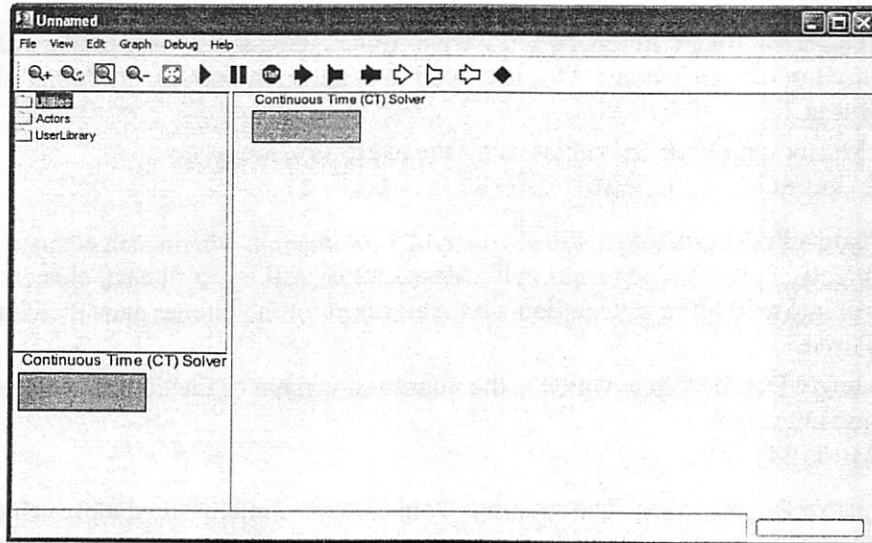 Unnamed
File View Edit Graph Debug Help
Utilities
Actors
UserLibrary
Continuous Time (CT) Solver
Continuous Time (CT) Solver